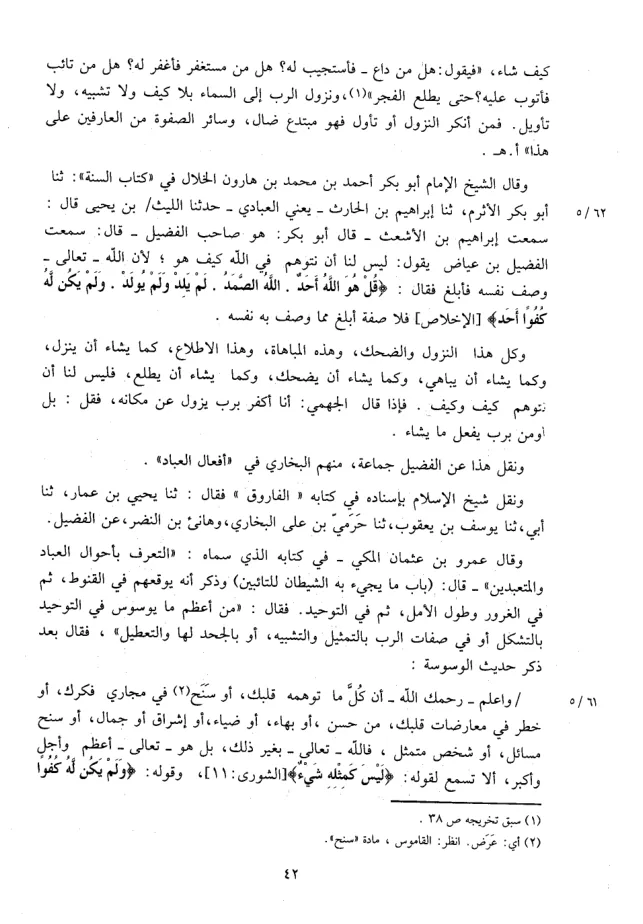 كيف شاء، «فيقول:هل من داع ـ فأستجيب له؟ هل من مستغفر فأغفر له؟ هل من تائب
فأتوب عليه؟حتى يطلع الفجر»(١)،ونزول الرب إلى السماء بلا كيف ولا تشبيه، ولا
تأويل. فمن أنكر النزول أو تأول فهو مبتدع ضال، وسائر الصفوة من العارفين على
هذا» أ.هـ .
وقال الشيخ الإمام أبو بكر أحمد بن محمد بن هارون الخلال في «كتاب السنة»: ثنا
٥/٦٢ أبو بكر الأثرم، ثنا إبراهيم بن الحارث ـ يعني العبادي ـ حدثنا الليث/ بن يحيى قال :
سمعت إبراهيم بن الأشعث ـ قال أبو بكر: هو صاحب الفضيل ـ قال: سمعت
الفضيل بن عياض يقول: ليس لنا أن نتوهم في الله كيف هو ؛ لأن الله ـ تعالى ـ
وصف نفسه فأبلغ فقال : ﴿قُلْ هُوَ اللَّهُ أَحَدٌ . اللَّهُ الصَّمَدُ . لَمْ يَلِدْ وَلَمْ يُولَدْ . وَلَمْ يَكُن لَّهُ
كُفُوًا أَحَد﴾ [الإخلاص] فلا صفة أبلغ مما وصف به نفسه .
وكل هذا النزول والضحك، وهذه المباهاة، وهذا الاطلاع، كما يشاء أن ينزل،
وكما يشاء أن يباهي، وكما يشاء أن يضحك، وكما يشاء أن يطلع، فليس لنا أن
نتوهم كيف وكيف . فإذا قال الجهمي: أنا أكفر برب يزول عن مكانه، فقل : بل
اومن برب يفعل ما يشاء .
ونقل هذا عن الفضيل جماعة، منهم البخاري في «أفعال العباد» .
ونقل شيخ الإسلام بإسناده في كتابه « الفاروق » فقال : ثنا يحيي بن عمار، ثنا
أبي،ثنا يوسف بن يعقوب،ثنا حَرَميّ بن على البخاري،وهانئ بن النضر،عن الفضيل.
وقال عمرو بن عثمان المكي ـ في كتابه الذي سماه : «التعرف بأحوال العباد
والمتعبدين» ـ قال: (باب ما يجيء به الشيطان للتائبين) وذكر أنه يوقعهم في القنوط، ثم
في الغرور وطول الأمل، ثم في التوحيد. فقال : «من أعظم ما يوسوس في التوحيد
بالتشكل أو في صفات الرب بالتمثيل والتشبيه، أو بالجحد لها والتعطيل» ، فقال بعد
ذكر حديث الوسوسة :
٥/٦١ /واعلم ـ رحمك الله ـ أن كُلَّ ما توهمه قلبك، أو سَنَح(٢) في مجاري فكرك، أو
خطر في معارضات قلبك، من حسن ،أو بهاء، أو ضياء،أو إشراق أو جمال، أو سنح
مسائل، أو شخص متمثل ، فالله ـ تعالى ـ بغير ذلك، بل هو ـ تعالى ـ أعظم وأجل
وأكبر، ألا تسمع لقوله: ﴿لَيْسَ كَمِثْلِهِ شَيْءٌ﴾[الشورى:١١]، وقوله: ﴿وَلَمْ يَكُن لَّهُ كُفُوًا
(١) سبق تخريجه ص ٣٨ .
(٢) أي: عَرَض. انظر: القاموس ، مادة «سنح».
٤٢